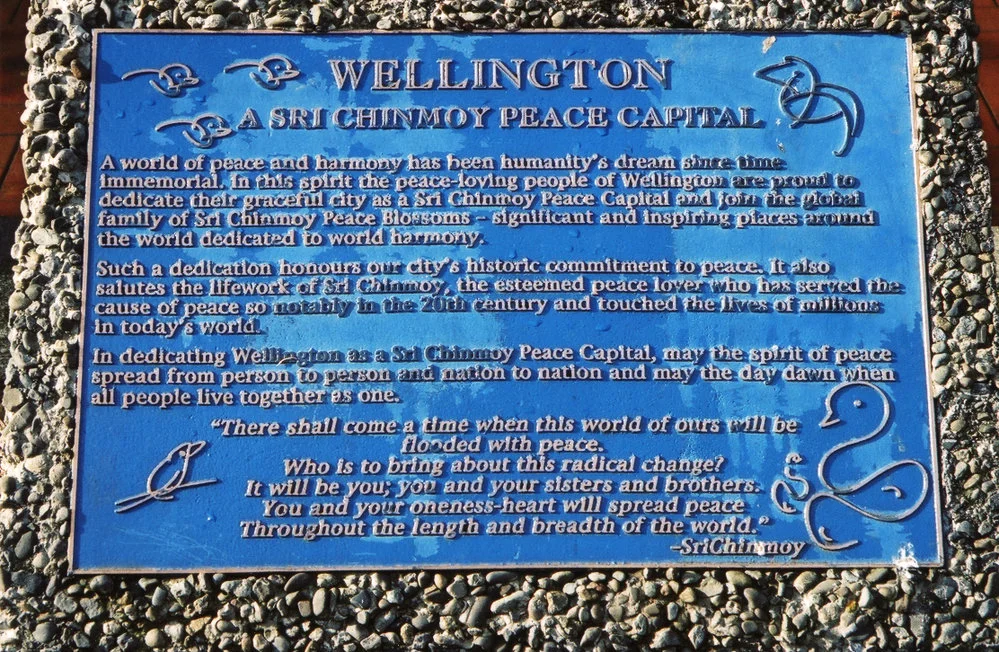 WELLINGTON
A SRI CHINMOY PEACE CAPITAL
A world of peace and harmony has been humanity's dream since time
immemorial. In this spirit the peace-loving people of Wellington are proud to
dedicate their graceful city as a Sri Chinmoy Peace Capital and join the global
family of Sri Chinmoy Peace Blossoms – significant and inspiring places around
the world dedicated to world harmony.
Such a dedication honours our city's historic commitment to peace. It also
salutes the lifework of Sri Chinmoy, the esteemed peace lover who has served the
cause of peace so notably in the 20th century and touched the lives of millions
in today's world.
In dedicating Wellington as a Sri Chinmoy Peace Capital, may the spirit of peace
spread from person to person and nation to nation and may the day dawn when
all people live together as one.
"There shall come a time when this world of ours will be
flooded with peace.
Who is to bring about this radical change?
It will be you; you and your sisters and brothers.
You and your oneness-heart will spread peace
Throughout the length and breadth of the world."
–SriChinmoy